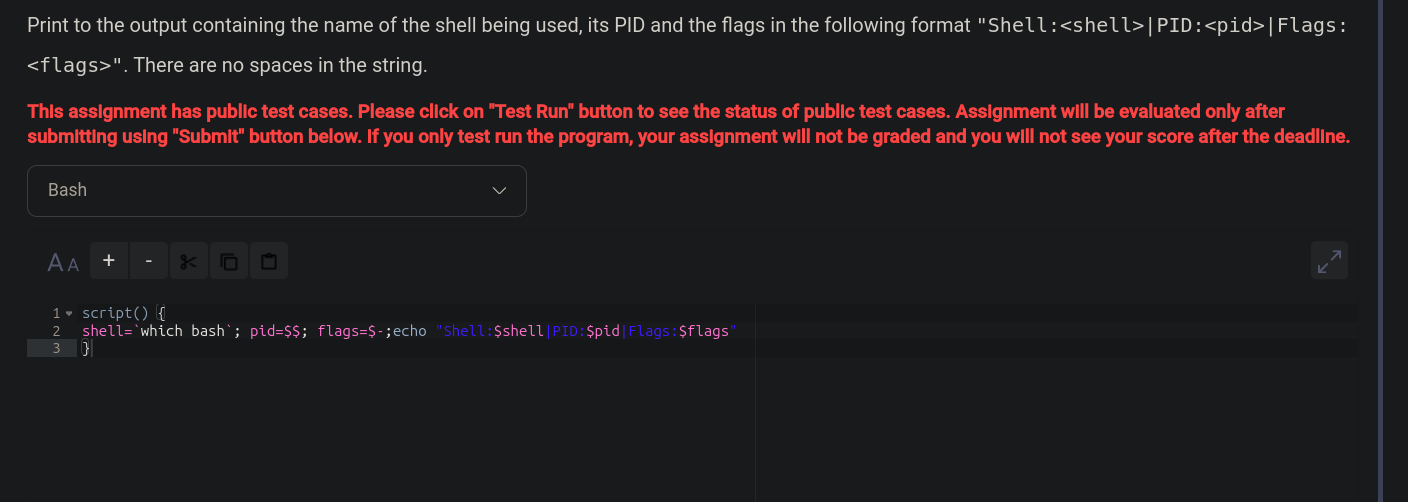 Print to the output containing the name of the shell being used, its PID and the flags in the following format "Shell:<shell>|PID:<pid>|Flags:
<flags>". There are no spaces in the string.
This assignment has public test cases. Please click on "Test Run" button to see the status of public test cases. Assignment will be evaluated only after
submitting using "Submit" button below. If you only test run the program, your assignment will not be graded and you will not see your score after the deadline.
Bash
A A + -
1 script() {
2 shell=`which bash`; pid=$$; flags=$-;echo "Shell:$shell|PID:$pid|Flags:$flags"
3 }